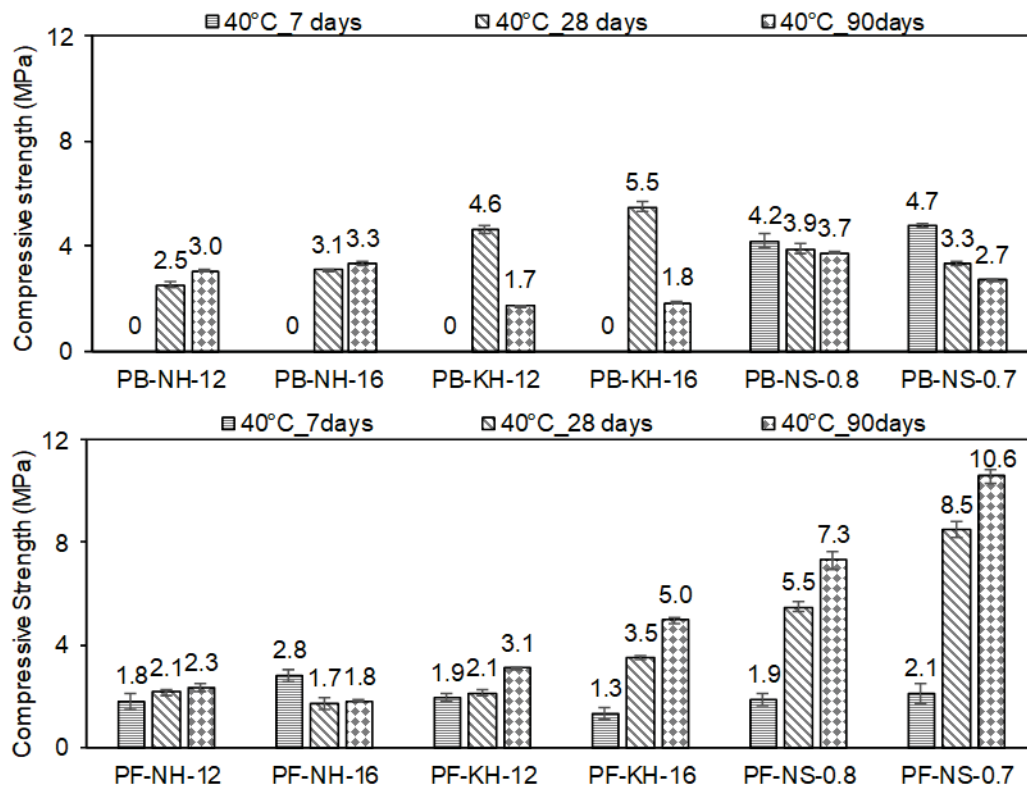 40°C_7 days 40°C_28 days 40°C_90days
Compressive strength (MPa)
12
8
4
0
0 2.5 3.0
0 3.1 3.3
0 4.6 1.7
0 5.5 1.8
4.2 3.9 3.7
4.7 3.3 2.7
PB-NH-12 PB-NH-16 PB-KH-12 PB-KH-16 PB-NS-0.8 PB-NS-0.7
40°C_7days 40°C_28 days 40°C_90days
Compressive Strength (MPa)
12
8
4
0
1.8 2.1 2.3
2.8 1.7 1.8
1.9 2.1 3.1
1.3 3.5 5.0
1.9 5.5 7.3
2.1 8.5 10.6
PF-NH-12 PF-NH-16 PF-KH-12 PF-KH-16 PF-NS-0.8 PF-NS-0.7